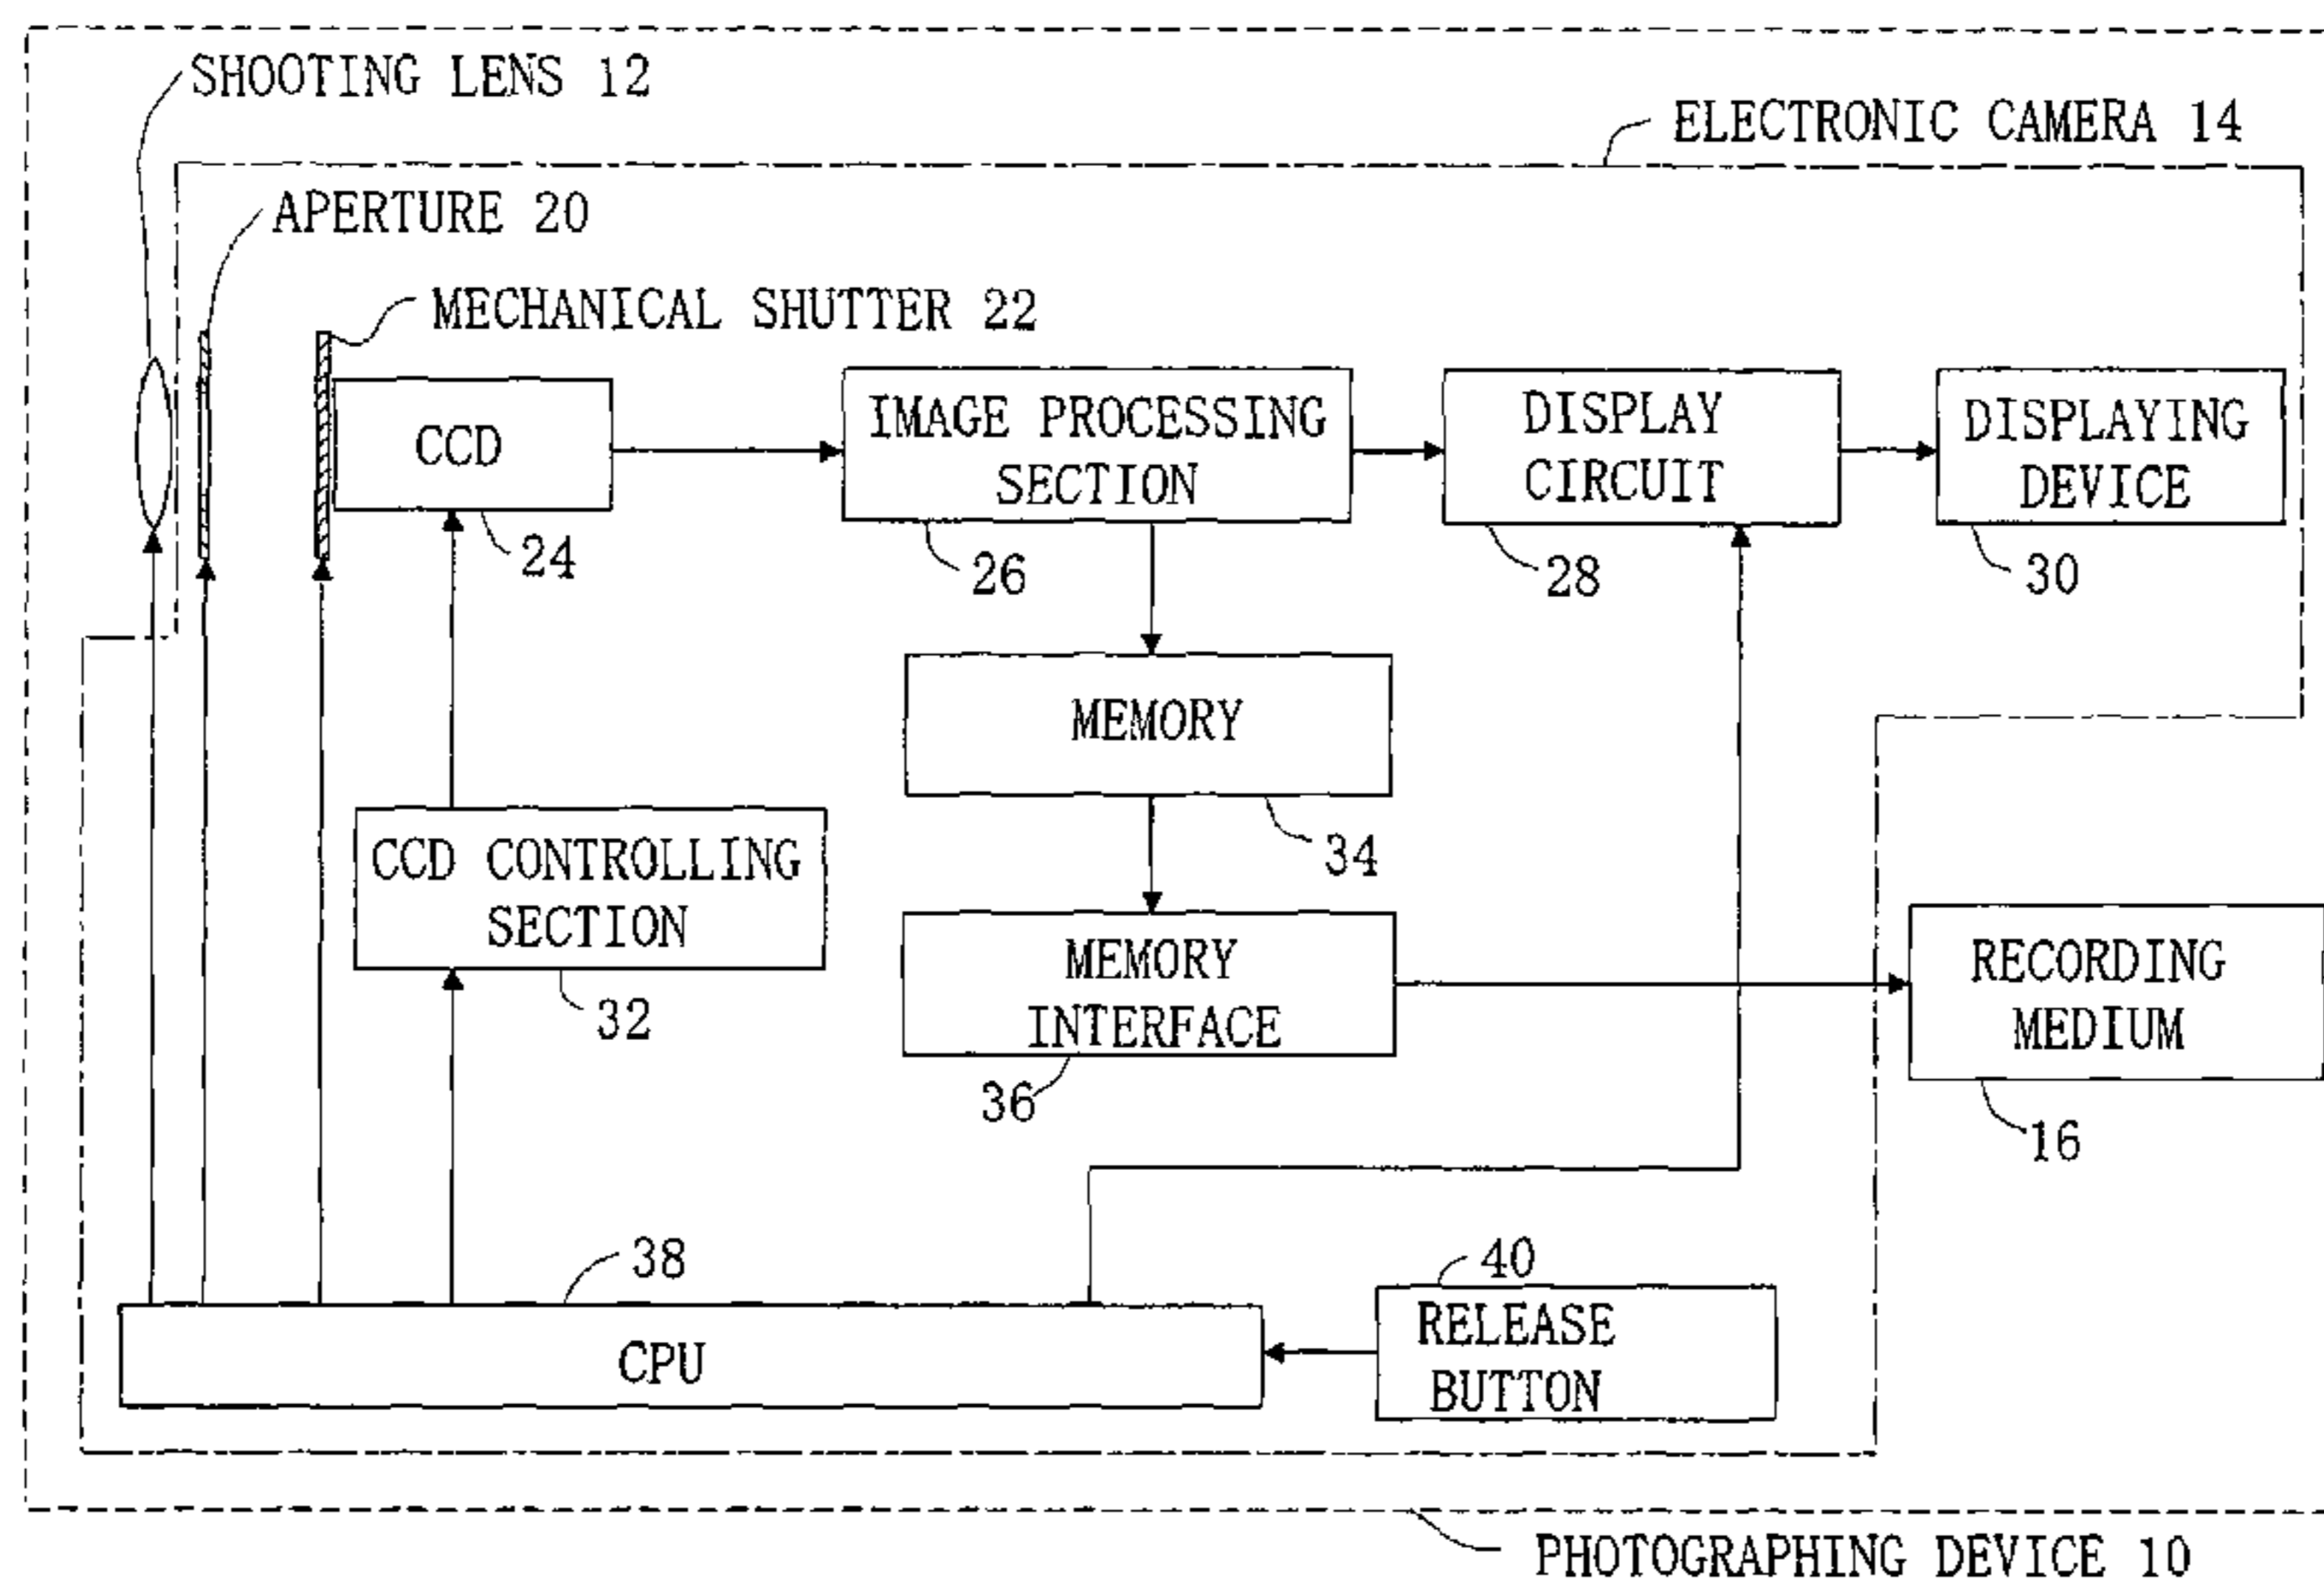 SHOOTING LENS 12
ELECTRONIC CAMERA 14
APERTURE 20
MECHANICAL SHUTTER 22
CCD
24
IMAGE PROCESSING
SECTION
26
DISPLAY
CIRCUIT
28
DISPLAYING
DEVICE
30
MEMORY
34
CCD CONTROLLING
SECTION
32
MEMORY
INTERFACE
36
RECORDING
MEDIUM
16
38
CPU
40
RELEASE
BUTTON
PHOTOGRAPHING DEVICE 10